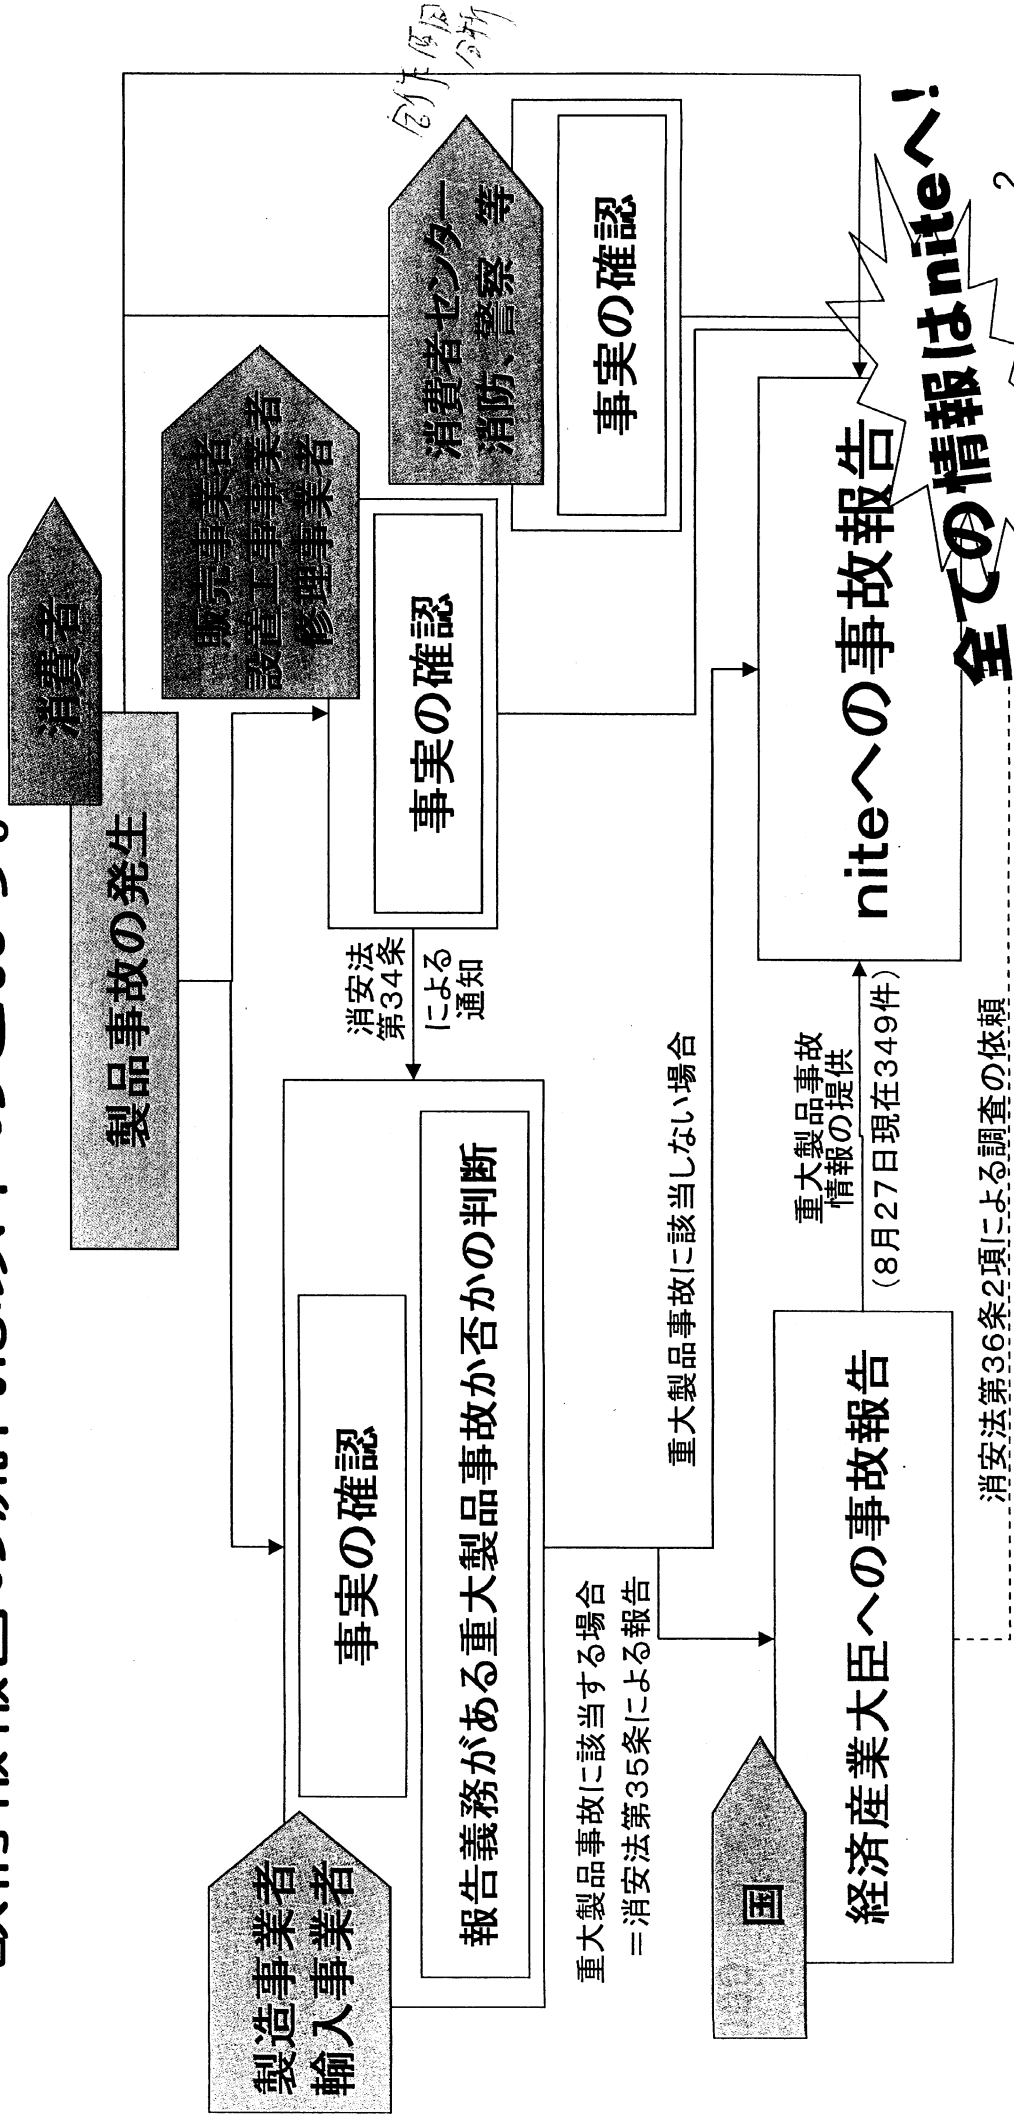 消費者
製品事故の発生
販売事業者
設置工事事業者
修理事業者
製造事業者
輸入事業者
事実の確認
報告義務がある重大製品事故か否かの判断
消安法
第34条
による
通知
事実の確認
消費者センター
消防、警察 等
事実の確認
重大製品事故に該当する場合
=消安法第35条による報告
重大製品事故に該当しない場合
国
経済産業大臣への事故報告
重大製品事故
情報の提供
(8月27日現在349件)
niteへの事故報告
全ての情報はniteへ!
消安法第36条2項による調査の依頼
2